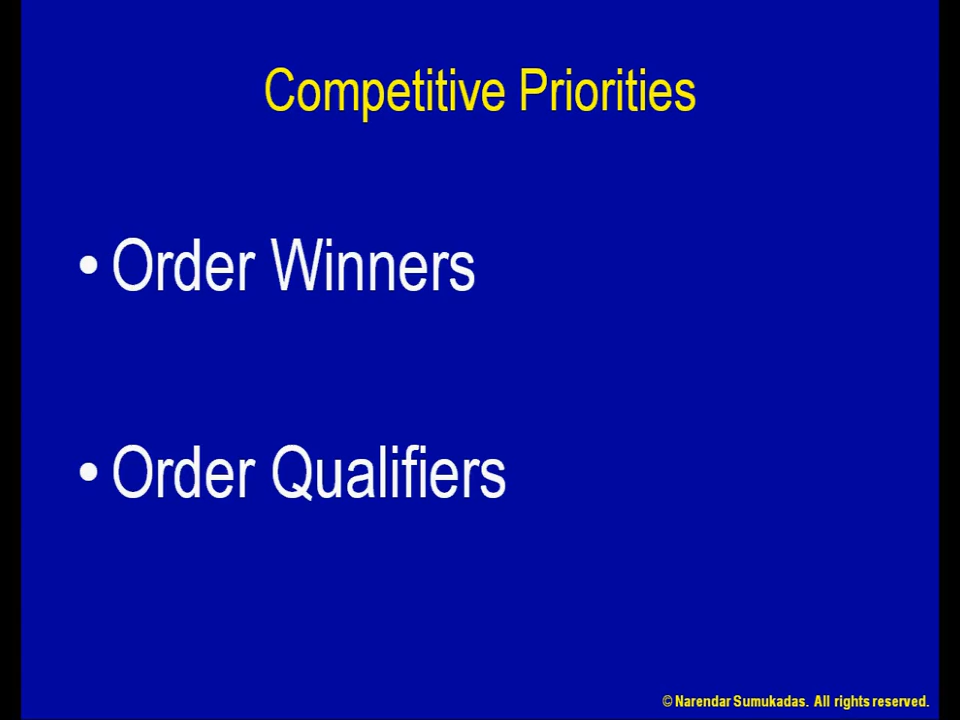 Competitive Priorities
• Order Winners
• Order Qualifiers
© Narendar Sumukadas. All rights reserved.